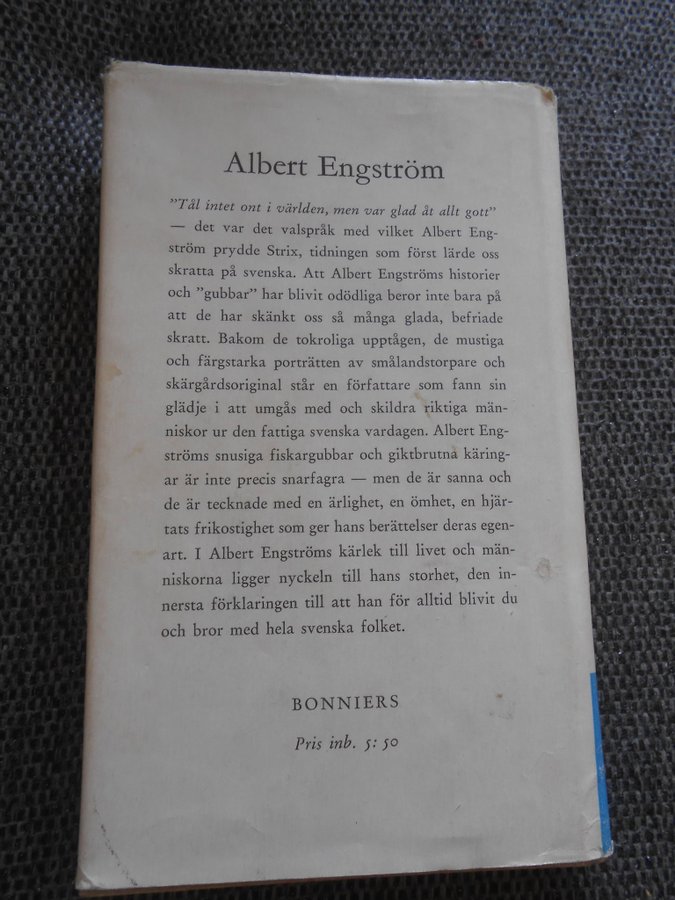 Albert Engström
"Tål intet ont i världen, men var glad åt allt gott"
— det var det valspråk med vilket Albert Eng-
ström prydde Strix, tidningen som först lärde oss
skratta på svenska. Att Albert Engströms historier
och "gubbar" har blivit odödliga beror inte bara på
att de har skänkt oss så många glada, befriade
skratt. Bakom de tokroliga upptågen, de mustiga
och färgstarka porträtten av smålandstorpare och
skärgårdsoriginal står en författare som fann sin
glädje i att umgås med och skildra riktiga män-
niskor ur den fattiga svenska vardagen. Albert Eng-
ströms snusiga fiskargubbar och giktbrutna käring-
ar är inte precis snarfagra — men de är sanna och
de är tecknade med en ärlighet, en ömhet, en hjär-
tats frikostighet som ger hans berättelser deras egen-
art. I Albert Engströms kärlek till livet och män-
niskorna ligger nyckeln till hans storhet, den in-
nersta förklaringen till att han för alltid blivit du
och bror med hela svenska folket.
BONNIERS
Pris inb. 5: 50